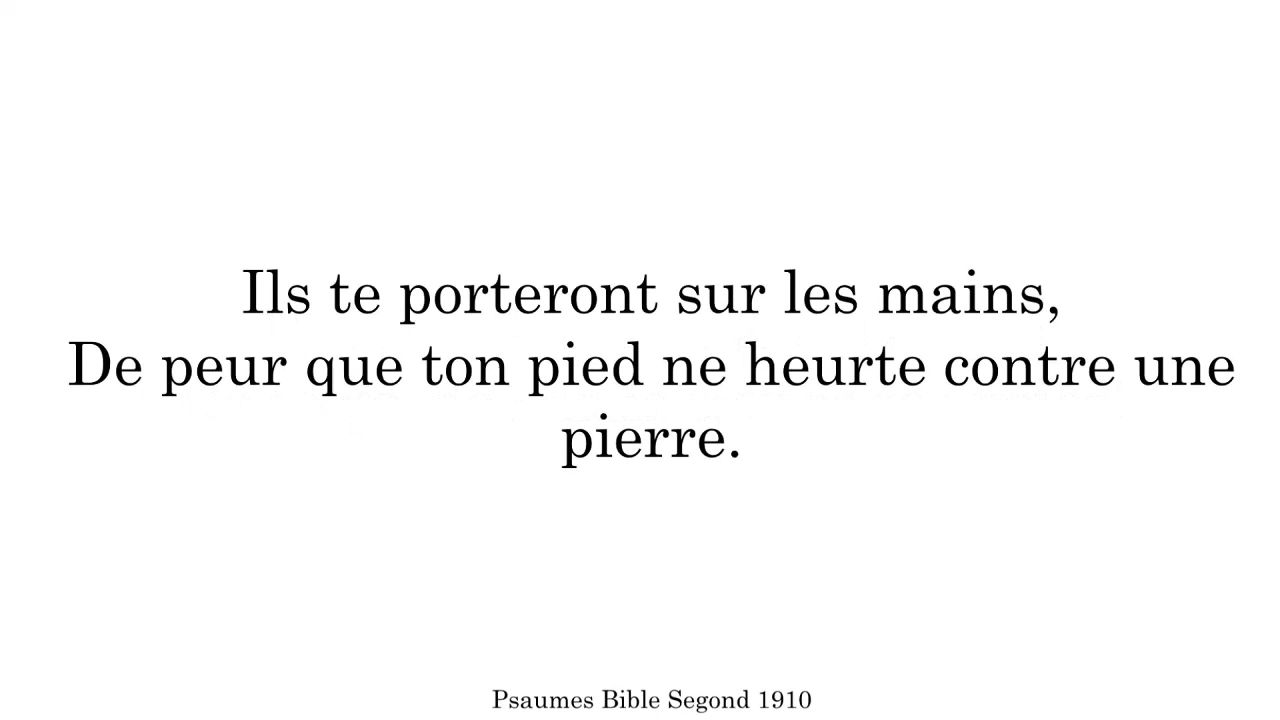 Ils te porteront sur les mains,
De peur que ton pied ne heurte contre une
pierre.
Psaumes Bible Segond 1910